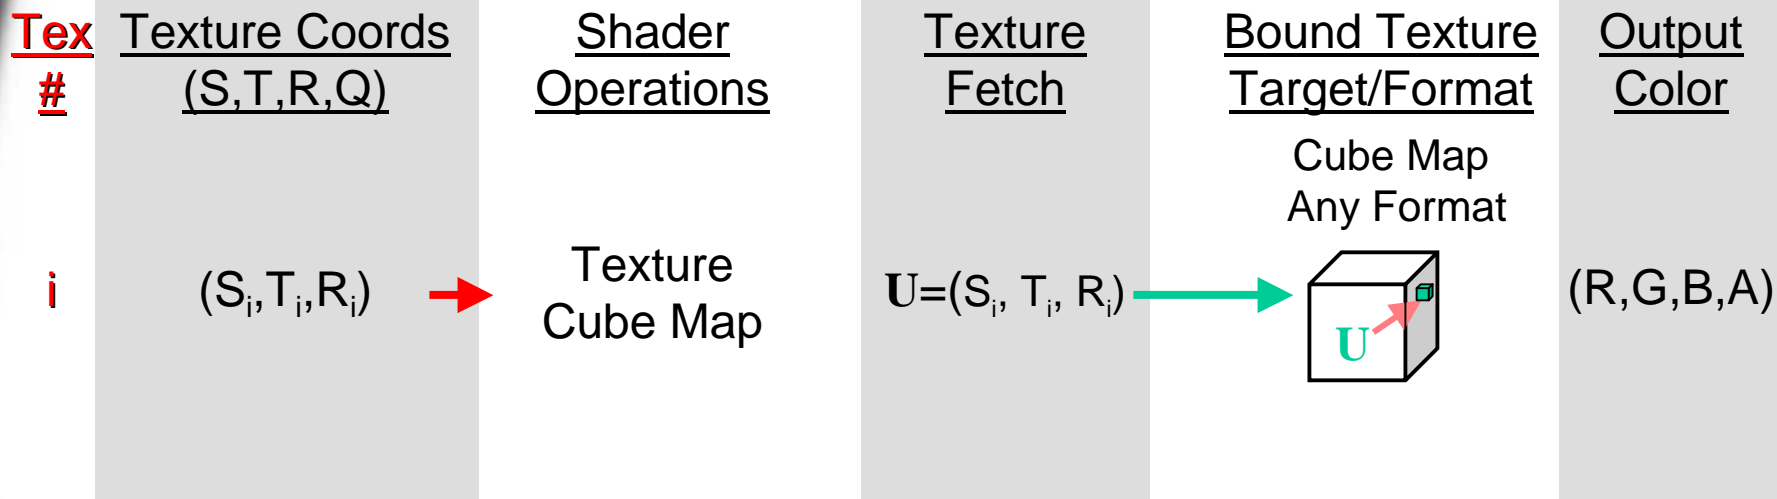 Tex
#
Texture Coords
(S,T,R,Q)
Shader
Operations
Texture
Fetch
Bound Texture
Target/Format
Output
Color
Cube Map
Any Format
i
(Si,Ti,Ri)
Texture
Cube Map
U=(Si, Ti, Ri)
U
(R,G,B,A)